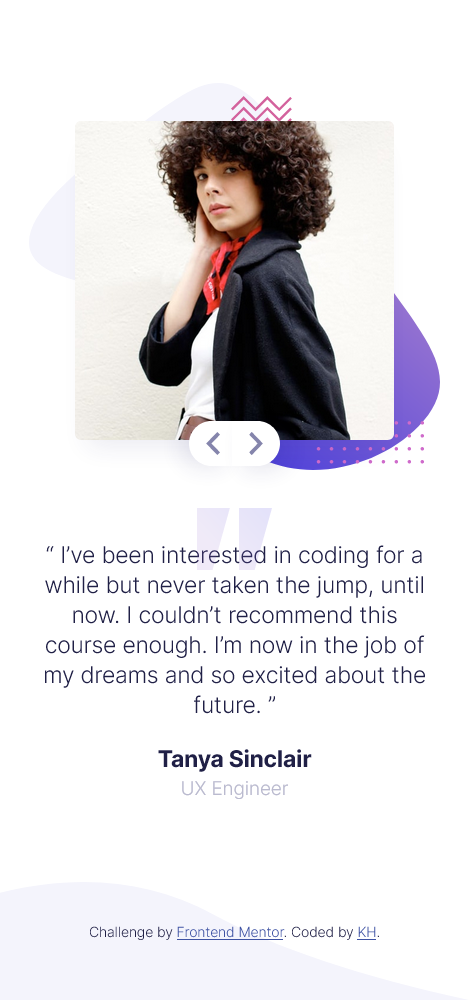 “ I’ve been interested in coding for a
while but never taken the jump, until
now. I couldn’t recommend this
course enough. I’m now in the job of
my dreams and so excited about the
future. ”
Tanya Sinclair
UX Engineer
Challenge by Frontend Mentor. Coded by KH.